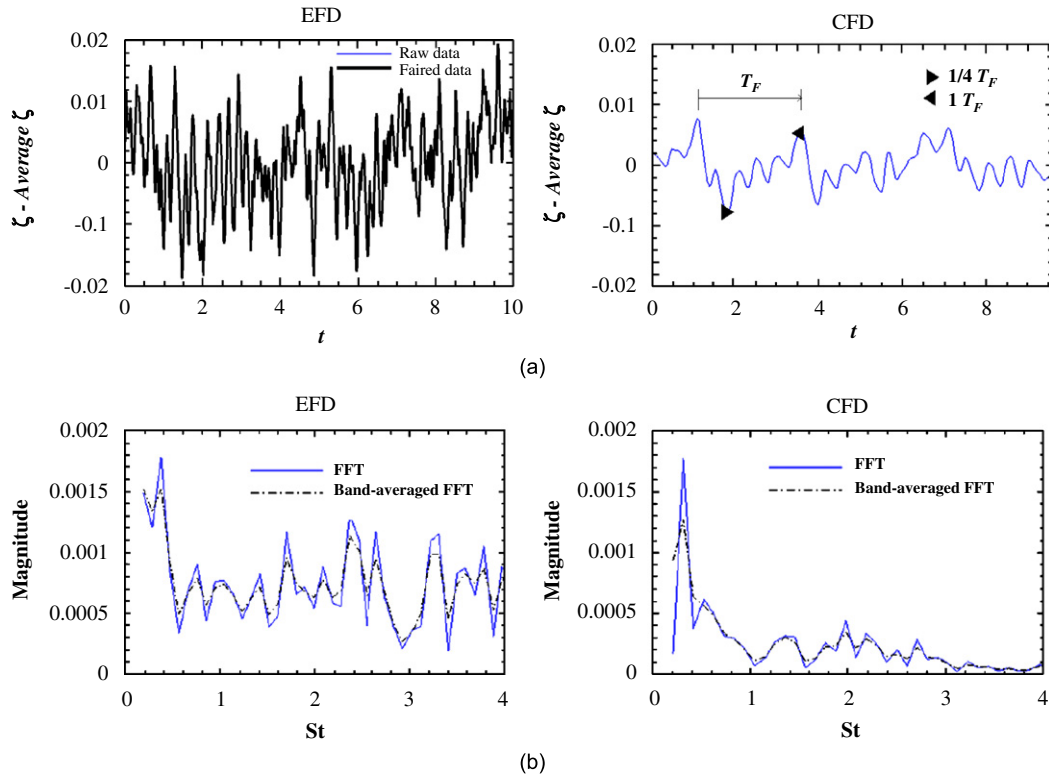 EFD
CFD
0.02
0.01
0
-0.1
-0.02
ζ - Average ζ
Raw data
Faired data
0 2 4 6 8 10
t
0.02
0.01
0
-0.1
-0.02
ζ - Average ζ
T_F
1/4 T_F
1 T_F
0 2 4 6 8
t
(a)
EFD
CFD
0.002
0.0015
0.001
0.0005
0
Magnitude
FFT
Band-averaged FFT
0 1 2 3 4
St
0.002
0.0015
0.001
0.0005
0
Magnitude
FFT
Band-averaged FFT
0 1 2 3 4
St
(b)